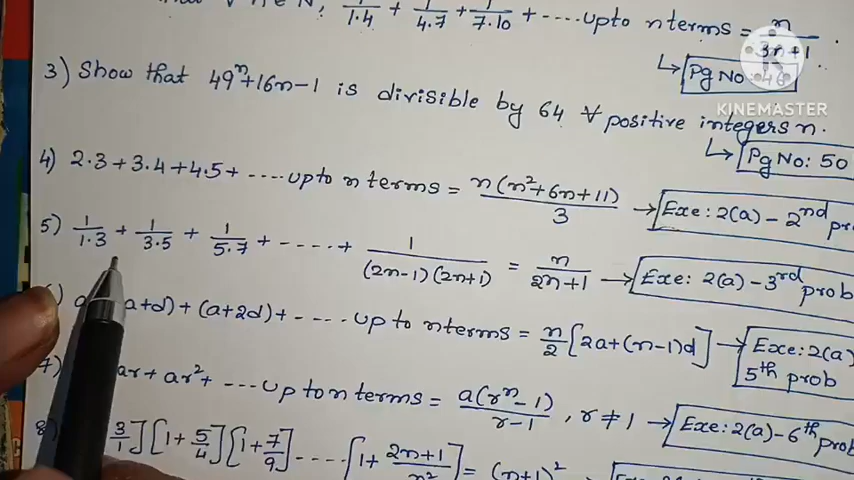 1/1.4 + 1/4.7 + 1/7.10 + ---- upto n terms = n/3n+1.
Pg No: 46
KINEMASTER
3) Show that 49^n+16n-1 is divisible by 64 ∀ positive integers n.
Pg No: 50
4) 2.3+3.4+4.5+ ---- upto n terms = n(n²+6n+11)/3 → Exe: 2(a) - 2nd
5) 1/1.3 + 1/3.5 + 1/5.7 + -----+ 1/(2n-1)(2n+1) = n/2n+1 → Exe: 2(a) - 3rd prob
a+d) + (a+2d) + ---- up to n terms = n/2 [2a+(n-1)d] → Exe: 2(a)
5th prob
7) ar + ar² + --- up to n terms = a(r^n - 1)/r-1 , r ≠ 1 → Exe: 2(a) - 6th prob
8) 3/1] [1+ 5/4] [1+ 7/9] ---- [1+ 2n+1/n²] = (n+1)²